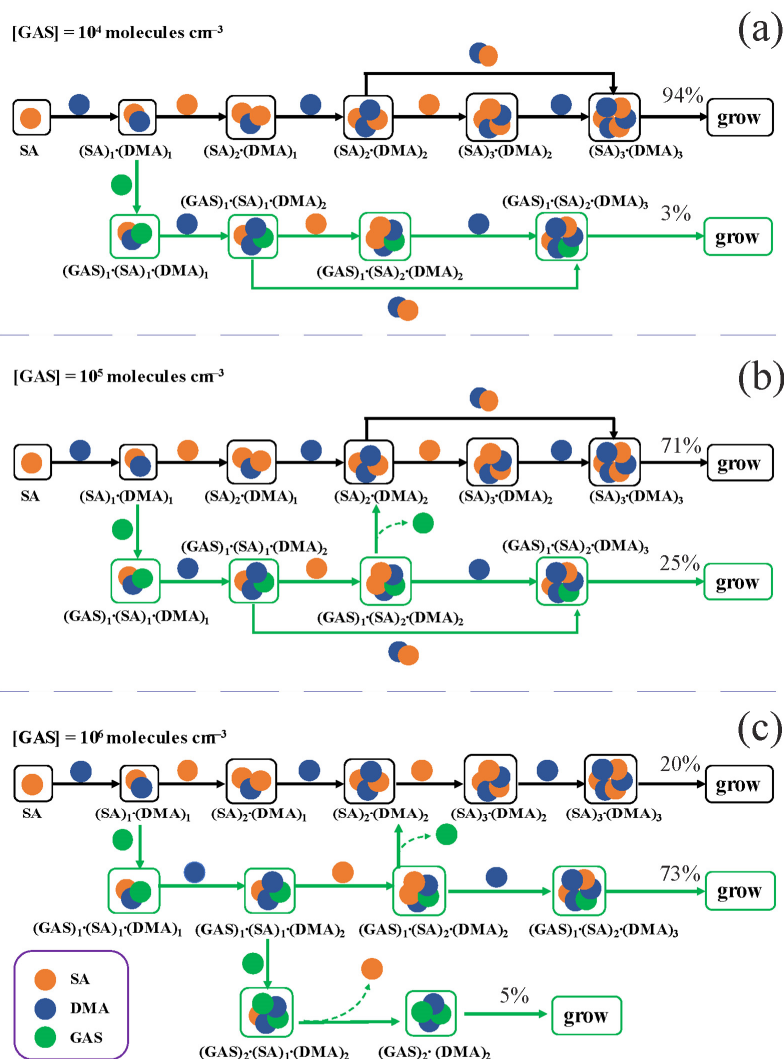 (a)
[GAS] = 10⁴ molecules cm⁻³
94%
grow
SA
(SA)₁·(DMA)₁
(SA)₂·(DMA)₁
(SA)₂·(DMA)₂
(SA)₃·(DMA)₂
(SA)₃·(DMA)₃
(GAS)₁·(SA)₁·(DMA)₂
(GAS)₁·(SA)₂·(DMA)₃
3%
grow
(GAS)₁·(SA)₁·(DMA)₁
(GAS)₁·(SA)₂·(DMA)₂
(b)
[GAS] = 10⁵ molecules cm⁻³
71%
grow
SA
(SA)₁·(DMA)₁
(SA)₂·(DMA)₁
(SA)₂·(DMA)₂
(SA)₃·(DMA)₂
(SA)₃·(DMA)₃
(GAS)₁·(SA)₁·(DMA)₂
(GAS)₁·(SA)₂·(DMA)₃
25%
grow
(GAS)₁·(SA)₁·(DMA)₁
(GAS)₁·(SA)₂·(DMA)₂
(c)
[GAS] = 10⁶ molecules cm⁻³
20%
grow
SA
(SA)₁·(DMA)₁
(SA)₂·(DMA)₁
(SA)₂·(DMA)₂
(SA)₃·(DMA)₂
(SA)₃·(DMA)₃
73%
grow
(GAS)₁·(SA)₁·(DMA)₁
(GAS)₁·(SA)₁·(DMA)₂
(GAS)₁·(SA)₂·(DMA)₂
(GAS)₁·(SA)₂·(DMA)₃
SA
DMA
GAS
5%
grow
(GAS)₂·(SA)₁·(DMA)₂
(GAS)₂·(DMA)₂